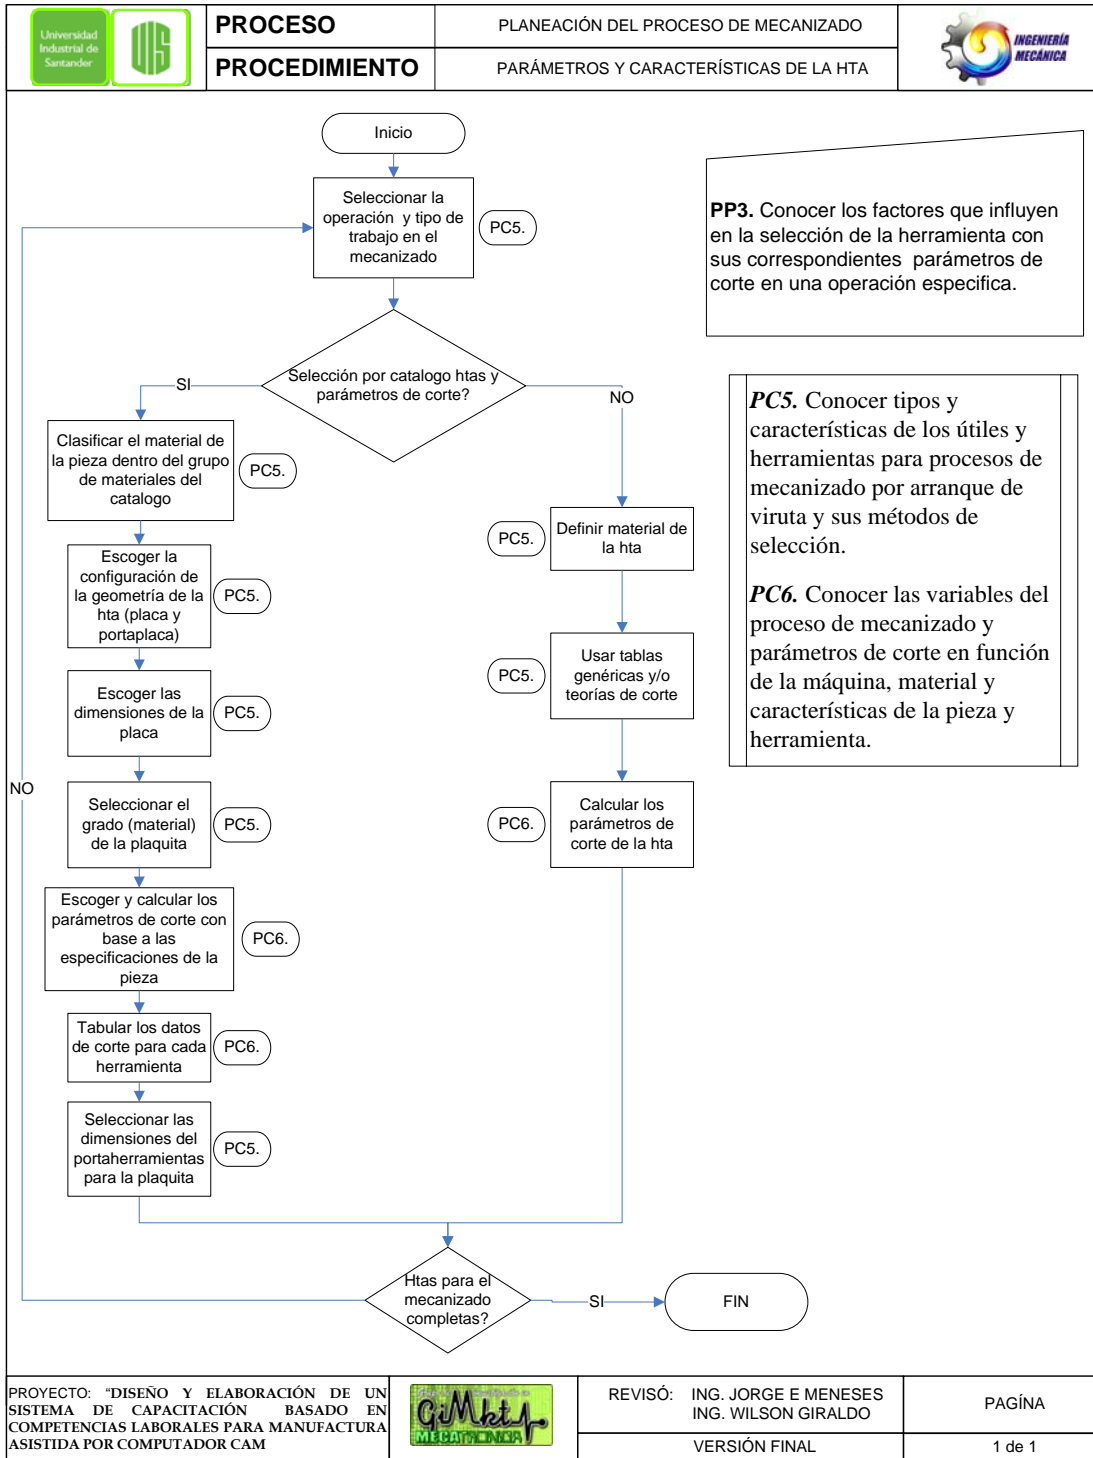 Universidad
Industrial de
Santander
UIS
PROCESO
PLANEACIÓN DEL PROCESO DE MECANIZADO
PROCEDIMIENTO
PARÁMETROS Y CARACTERÍSTICAS DE LA HTA
INGENIERÍA
MECÁNICA
Inicio
Seleccionar la
operación y tipo de
trabajo en el
mecanizado
PC5.
PP3. Conocer los factores que influyen
en la selección de la herramienta con
sus correspondientes parámetros de
corte en una operación especifica.
Selección por catalogo htas y
parámetros de corte?
SI
NO
PC5. Conocer tipos y
características de los útiles y
herramientas para procesos de
mecanizado por arranque de
viruta y sus métodos de
selección.
PC6. Conocer las variables del
proceso de mecanizado y
parámetros de corte en función
de la máquina, material y
características de la pieza y
herramienta.
Clasificar el material de
la pieza dentro del grupo
de materiales del
catalogo
PC5.
Escoger la
configuración de
la geometría de la
hta (placa y
portaplaca)
PC5.
Escoger las
dimensiones de la
placa
PC5.
Seleccionar el
grado (material)
de la plaquita
PC5.
Escoger y calcular los
parámetros de corte con
base a las
especificaciones de la
pieza
PC6.
Tabular los datos
de corte para cada
herramienta
PC6.
Seleccionar las
dimensiones del
portaherramientas
para la plaquita
PC5.
PC5.
Definir material de
la hta
PC5.
Usar tablas
genéricas y/o
teorías de corte
PC6.
Calcular los
parámetros de
corte de la hta
NO
Htas para el
mecanizado
completas?
SI
FIN
PROYECTO: “DISEÑO Y ELABORACIÓN DE UN
SISTEMA DE CAPACITACIÓN BASADO EN
COMPETENCIAS LABORALES PARA MANUFACTURA
ASISTIDA POR COMPUTADOR CAM
GiMkt
MECATRONICA
REVISÓ: ING. JORGE E MENESES
ING. WILSON GIRALDO
VERSIÓN FINAL
PAGÍNA
1 de 1